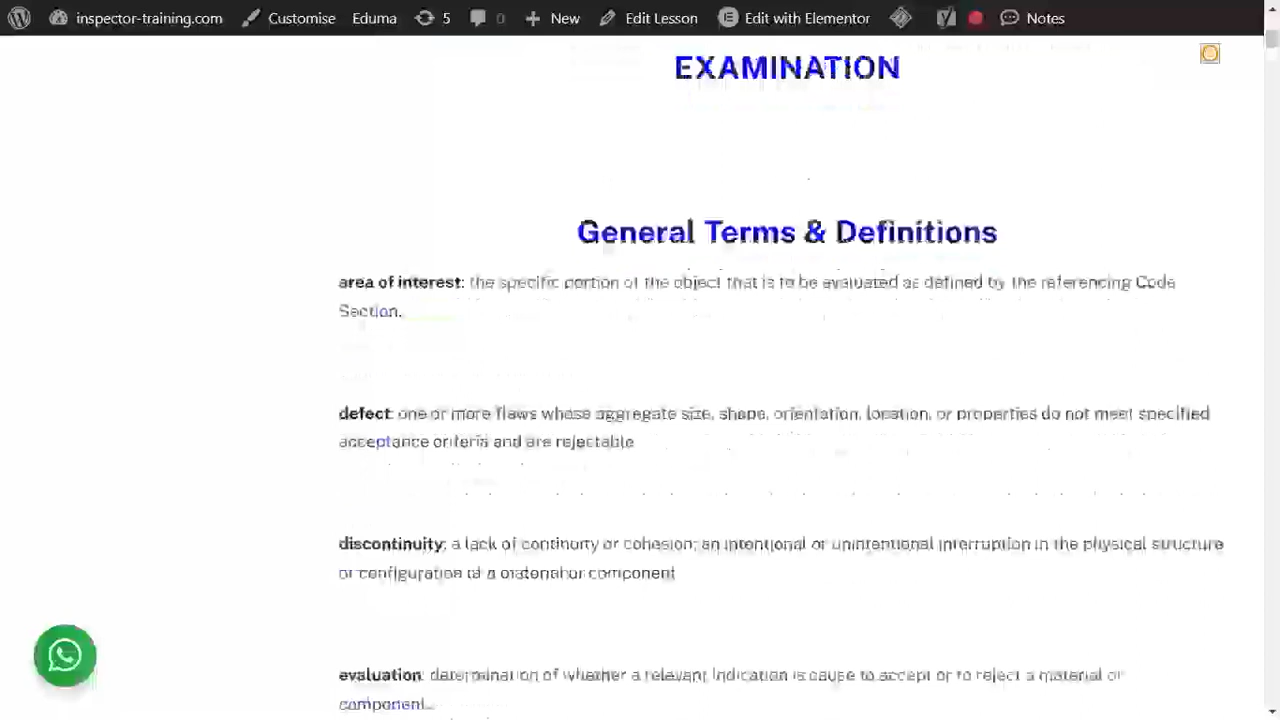 inspector-training.com Customise Eduma 5 0 New Edit Lesson Edit with Elementor Notes
EXAMINATION
General Terms & Definitions
area of interest: the specific portion of the object that is to be evaluated as defined by the referencing Code
Section.
defect: one or more flaws whose aggregate size, shape, orientation, location, or properties do not meet specified
acceptance criteria and are rejectable
discontinuity: a lack of continuity or cohesion; an intentional or unintentional interruption in the physical structure
or configuration of a material or component
evaluation: determination of whether a relevant indication is cause to accept or to reject a material or
component.